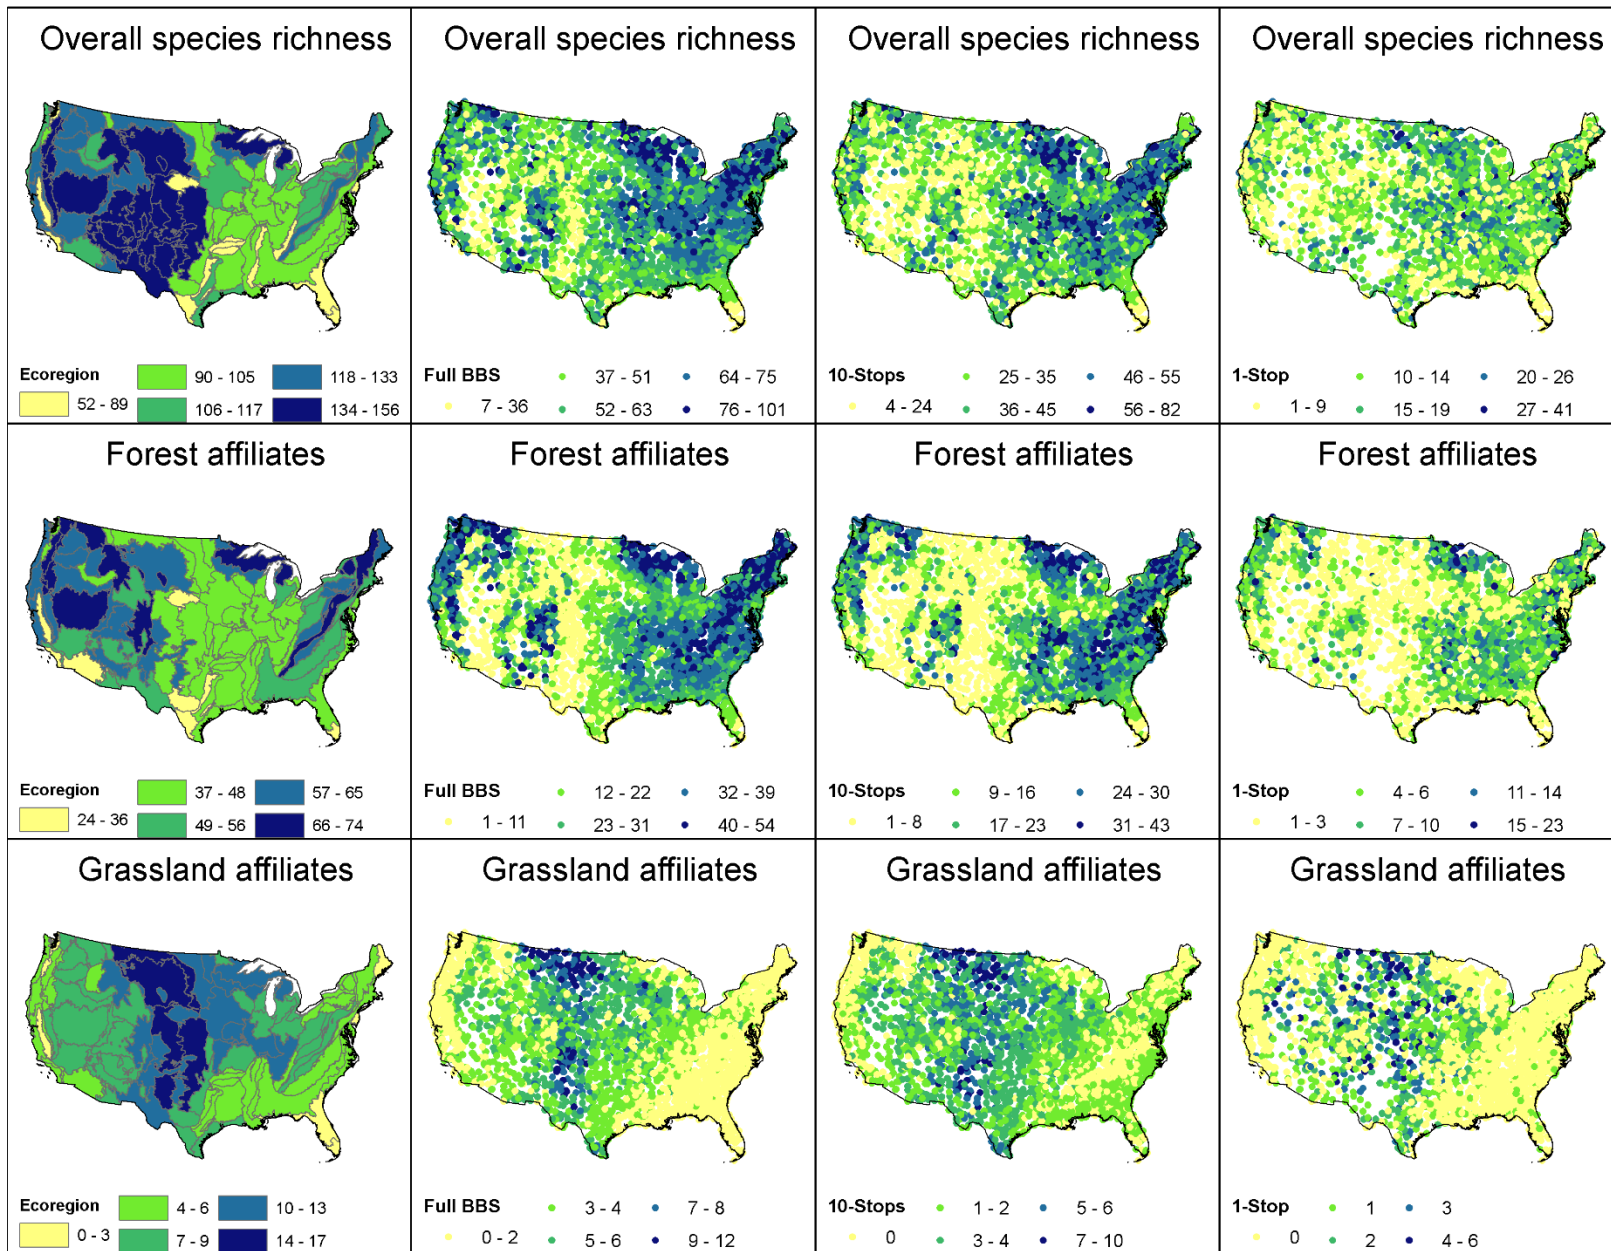 Overall species richness
Overall species richness
Overall species richness
Overall species richness
Ecoregion
52 - 89
90 - 105
106 - 117
118 - 133
134 - 156
Full BBS
7 - 36
37 - 51
52 - 63
64 - 75
76 - 101
10-Stops
4 - 24
25 - 35
36 - 45
46 - 55
56 - 82
1-Stop
1 - 9
10 - 14
15 - 19
20 - 26
27 - 41
Forest affiliates
Forest affiliates
Forest affiliates
Forest affiliates
Ecoregion
24 - 36
37 - 48
49 - 56
57 - 65
66 - 74
Full BBS
1 - 11
12 - 22
23 - 31
32 - 39
40 - 54
10-Stops
1 - 8
9 - 16
17 - 23
24 - 30
31 - 43
1-Stop
1 - 3
4 - 6
7 - 10
11 - 14
15 - 23
Grassland affiliates
Grassland affiliates
Grassland affiliates
Grassland affiliates
Ecoregion
0 - 3
4 - 6
7 - 9
10 - 13
14 - 17
Full BBS
0 - 2
3 - 4
5 - 6
7 - 8
9 - 12
10-Stops
0
1 - 2
3 - 4
5 - 6
7 - 10
1-Stop
0
1
2
3
4 - 6